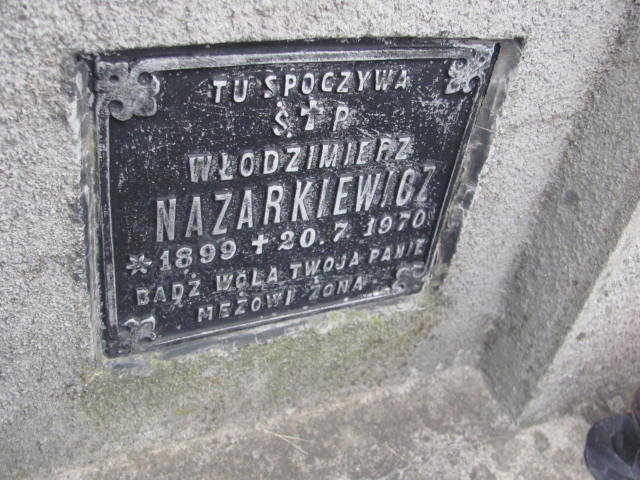 TU SPOCZYWA
Ś✝P
WŁODZIMIERZ
NAZARKIEWICZ
* 1899 + 20.7.1970
BĄDŹ WOLA TWOJA PANIE
MĘŻOWI ŻONA